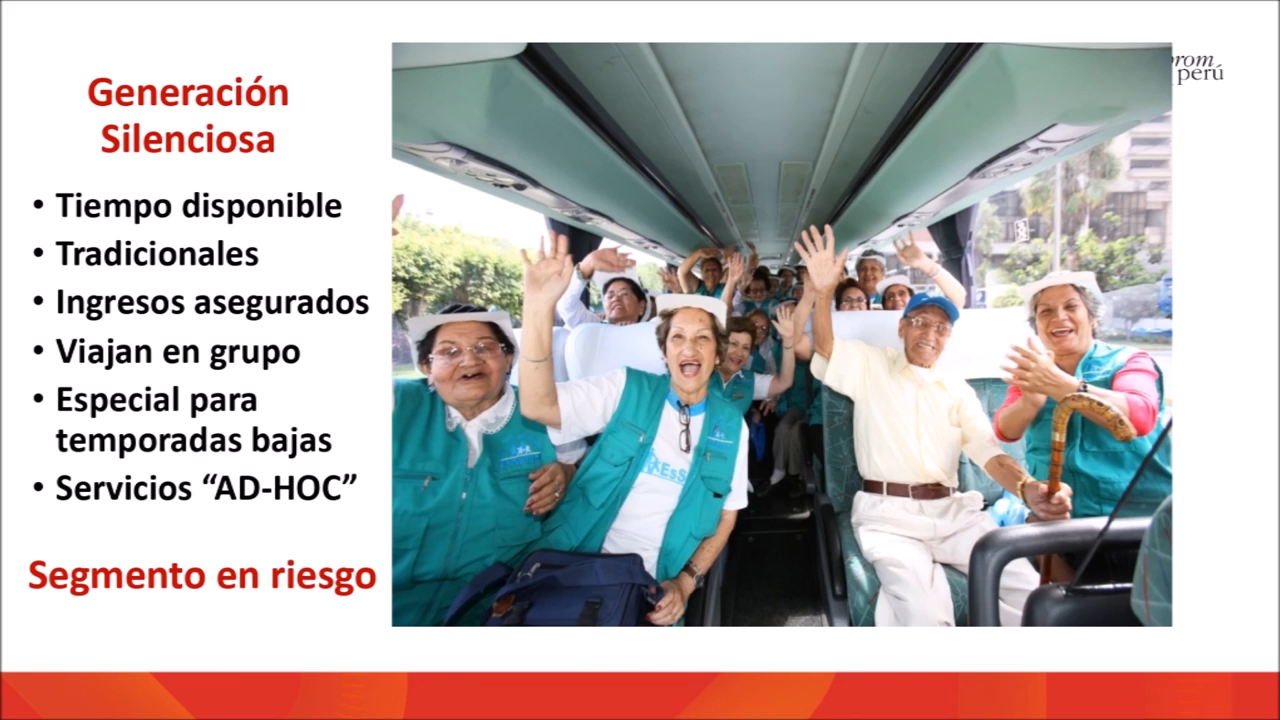 Generación
Silenciosa
prom
perú
• Tiempo disponible
• Tradicionales
• Ingresos asegurados
• Viajan en grupo
• Especial para
temporadas bajas
• Servicios “AD-HOC”
Segmento en riesgo